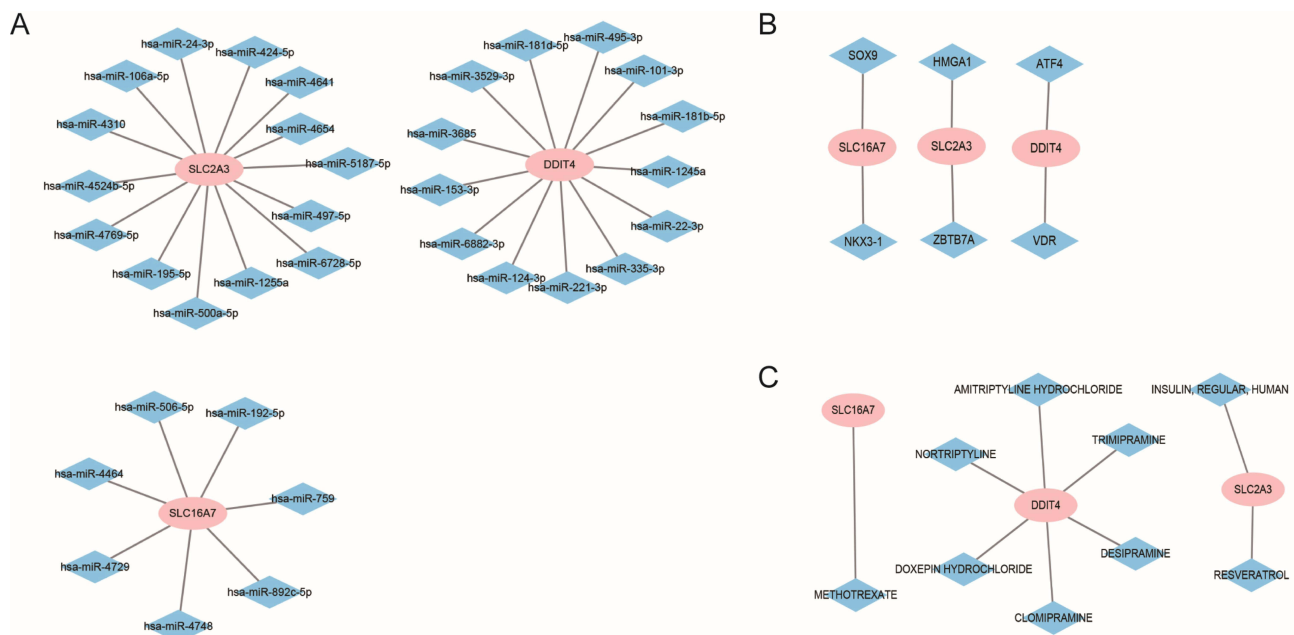 A
hsa-miR-24-3p
hsa-miR-424-5p
hsa-miR-106a-5p
hsa-miR-4641
hsa-miR-4310
hsa-miR-4654
SLC2A3
hsa-miR-5187-5p
hsa-miR-4524b-5p
hsa-miR-497-5p
hsa-miR-4769-5p
hsa-miR-6728-5p
hsa-miR-195-5p
hsa-miR-1255a
hsa-miR-500a-5p
hsa-miR-181d-5p
hsa-miR-495-3p
hsa-miR-3529-3p
hsa-miR-101-3p
hsa-miR-181b-5p
hsa-miR-3685
DDIT4
hsa-miR-1245a
hsa-miR-153-3p
hsa-miR-22-3p
hsa-miR-6882-3p
hsa-miR-335-3p
hsa-miR-124-3p
hsa-miR-221-3p
hsa-miR-506-5p
hsa-miR-192-5p
hsa-miR-4464
hsa-miR-759
SLC16A7
hsa-miR-4729
hsa-miR-892c-5p
hsa-miR-4748
B
SOX9
HMGA1
ATF4
SLC16A7
SLC2A3
DDIT4
NKX3-1
ZBTB7A
VDR
C
SLC16A7
METHOTREXATE
AMITRIPTYLINE HYDROCHLORIDE
TRIMIPRAMINE
NORTRIPTYLINE
DDIT4
DESIPRAMINE
DOXEPIN HYDROCHLORIDE
CLOMIPRAMINE
INSULIN, REGULAR, HUMAN
SLC2A3
RESVERATROL